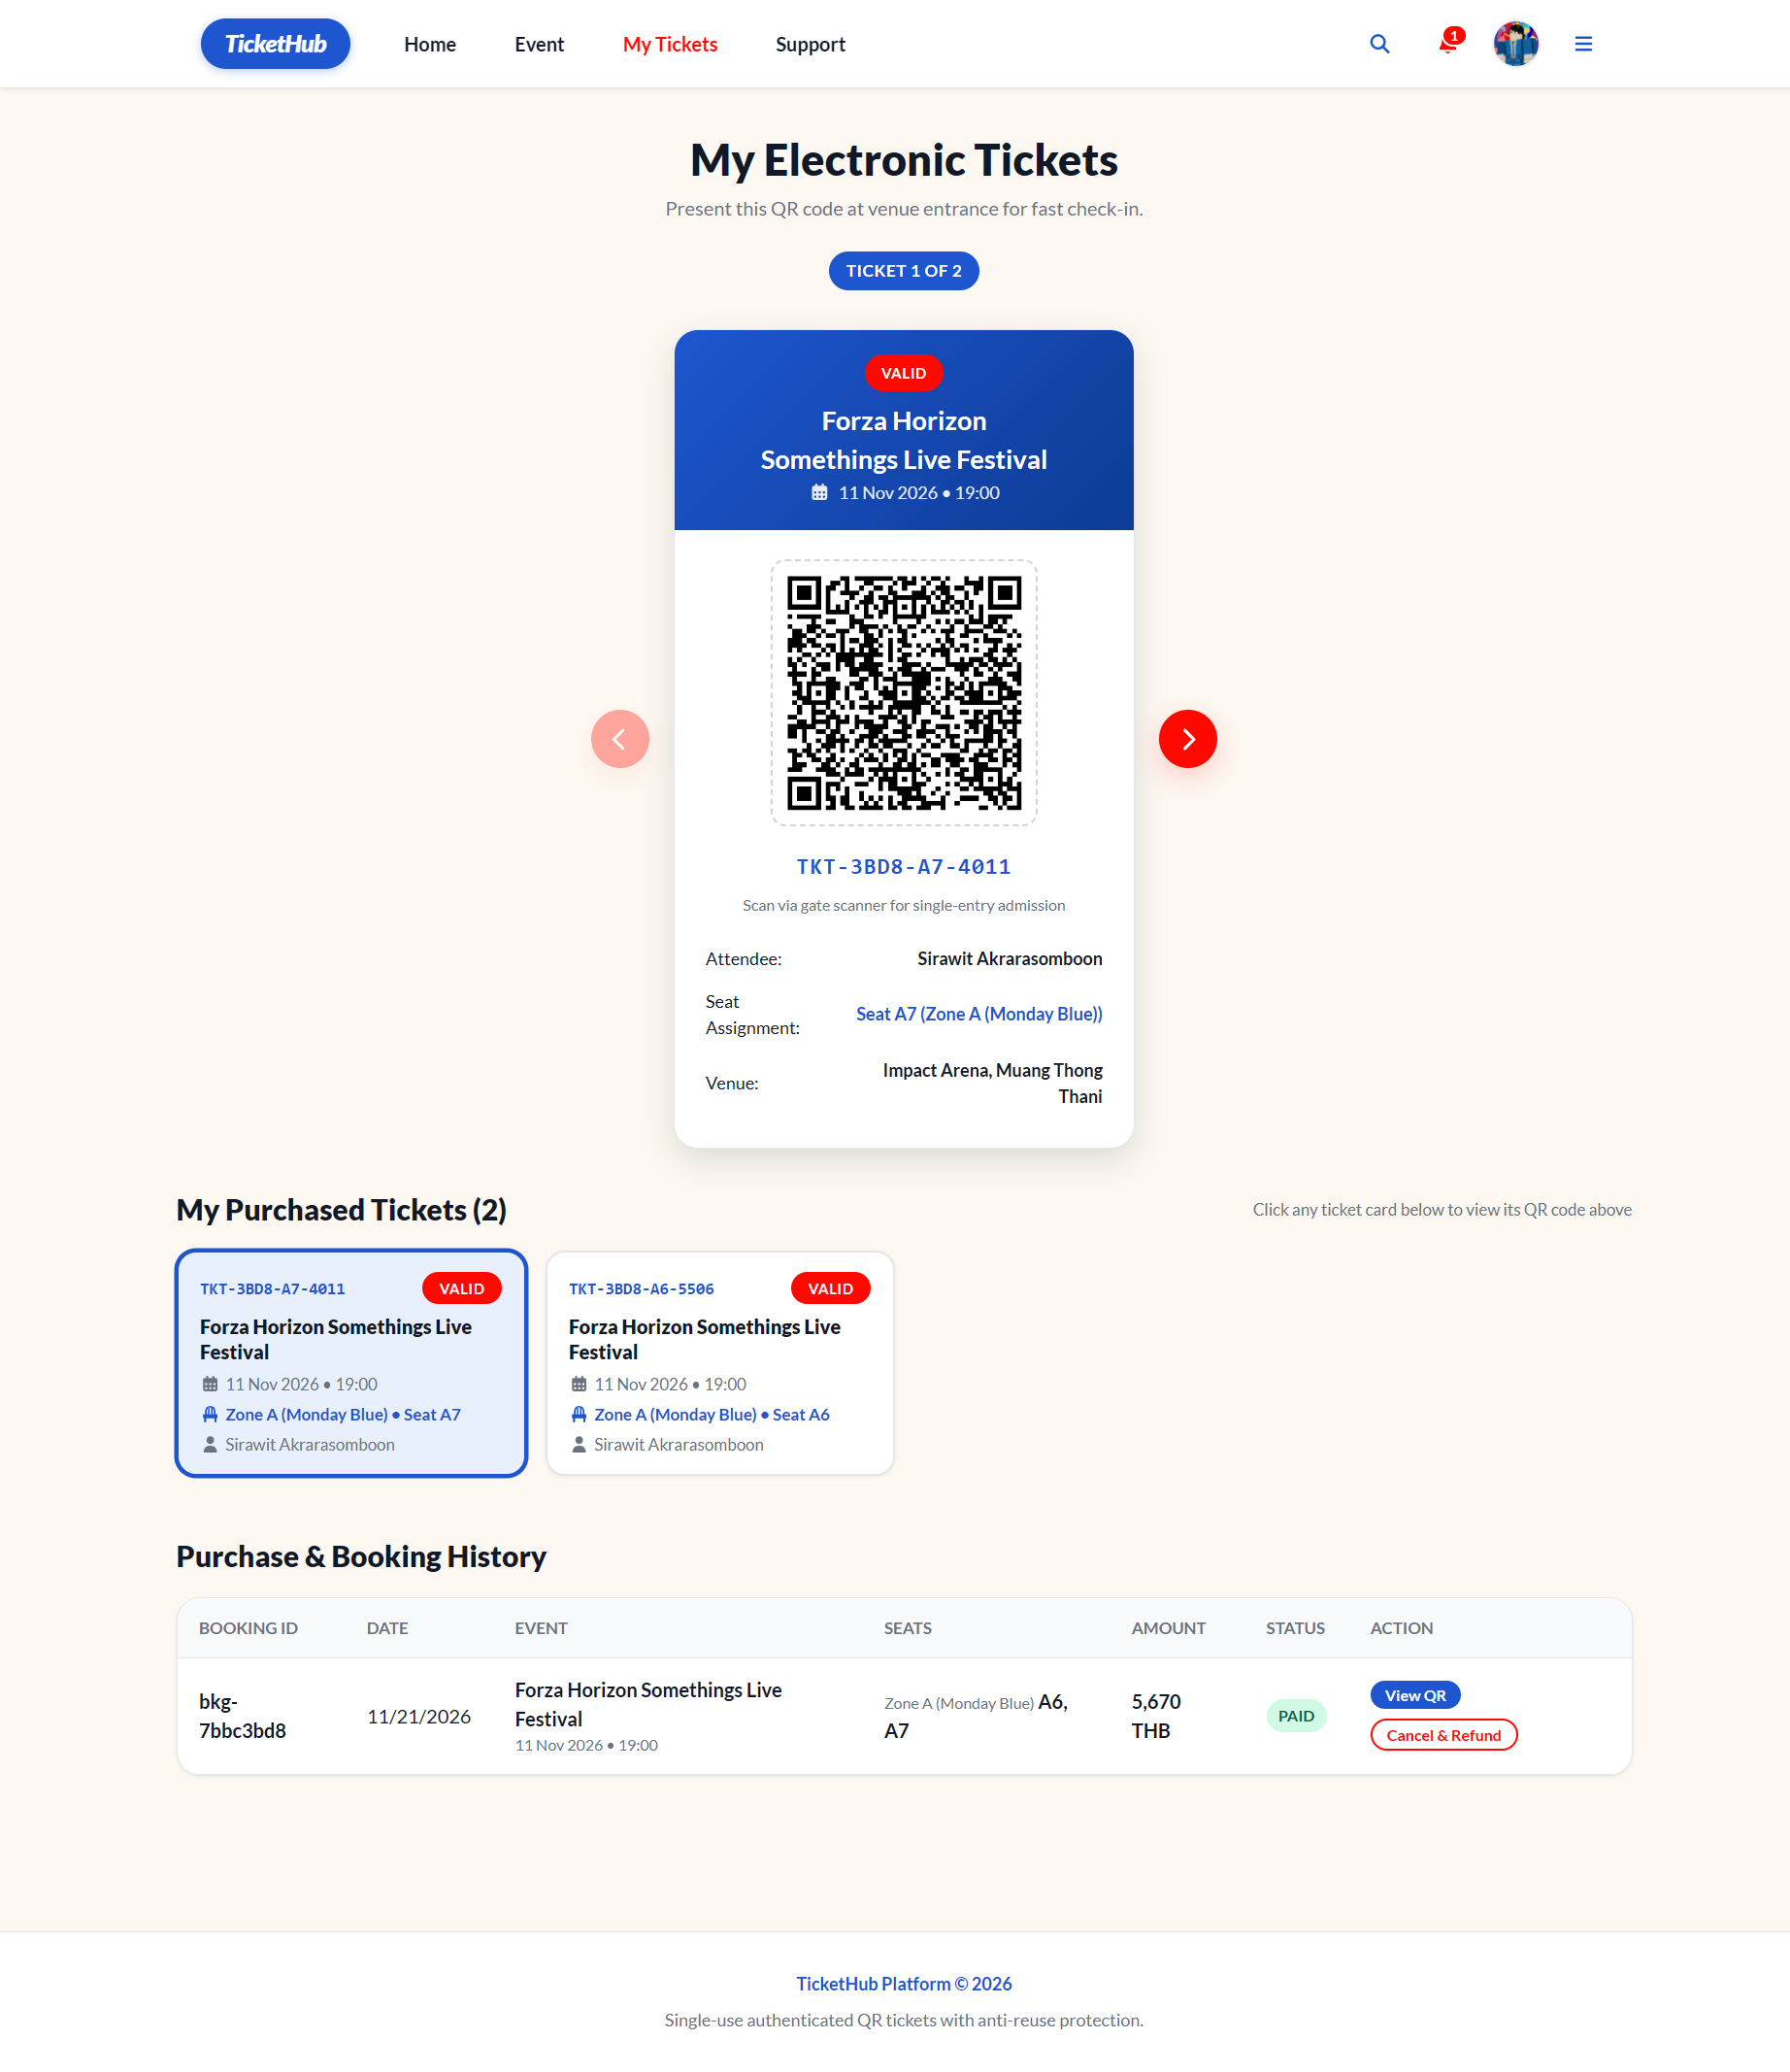 TicketHub
Home
Event
My Tickets
Support
1
My Electronic Tickets
Present this QR code at venue entrance for fast check-in.
TICKET 1 OF 2
VALID
Forza Horizon
Somethings Live Festival
11 Nov 2026 • 19:00
TKT-3BD8-A7-4011
Scan via gate scanner for single-entry admission
Attendee:
Sirawit Akrarasomboon
Seat
Assignment:
Seat A7 (Zone A (Monday Blue))
Venue:
Impact Arena, Muang Thong
Thani
My Purchased Tickets (2)
Click any ticket card below to view its QR code above
TKT-3BD8-A7-4011
VALID
Forza Horizon Somethings Live
Festival
11 Nov 2026 • 19:00
Zone A (Monday Blue) • Seat A7
Sirawit Akrarasomboon
TKT-3BD8-A6-5506
VALID
Forza Horizon Somethings Live
Festival
11 Nov 2026 • 19:00
Zone A (Monday Blue) • Seat A6
Sirawit Akrarasomboon
Purchase & Booking History
BOOKING ID
DATE
EVENT
SEATS
AMOUNT
STATUS
ACTION
bkg-
7bbc3bd8
11/21/2026
Forza Horizon Somethings Live
Festival
11 Nov 2026 • 19:00
Zone A (Monday Blue) A6,
A7
5,670
THB
PAID
View QR
Cancel & Refund
TicketHub Platform © 2026
Single-use authenticated QR tickets with anti-reuse protection.